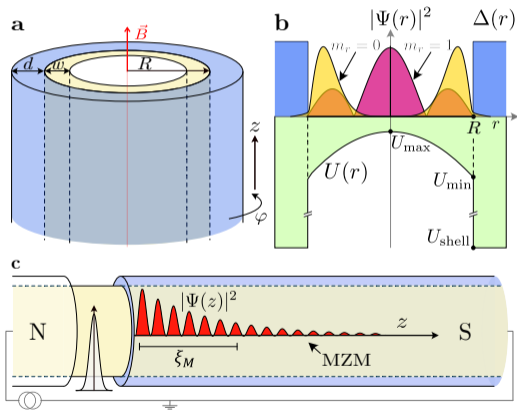 a
B⃗
d
w
R
z
φ
b
|Ψ(r)|²
Δ(r)
m_r = 0
m_r = 1
R
r
U_max
U(r)
U_min
U_shell
c
|Ψ(z)|²
N
z
S
ξ_M
MZM